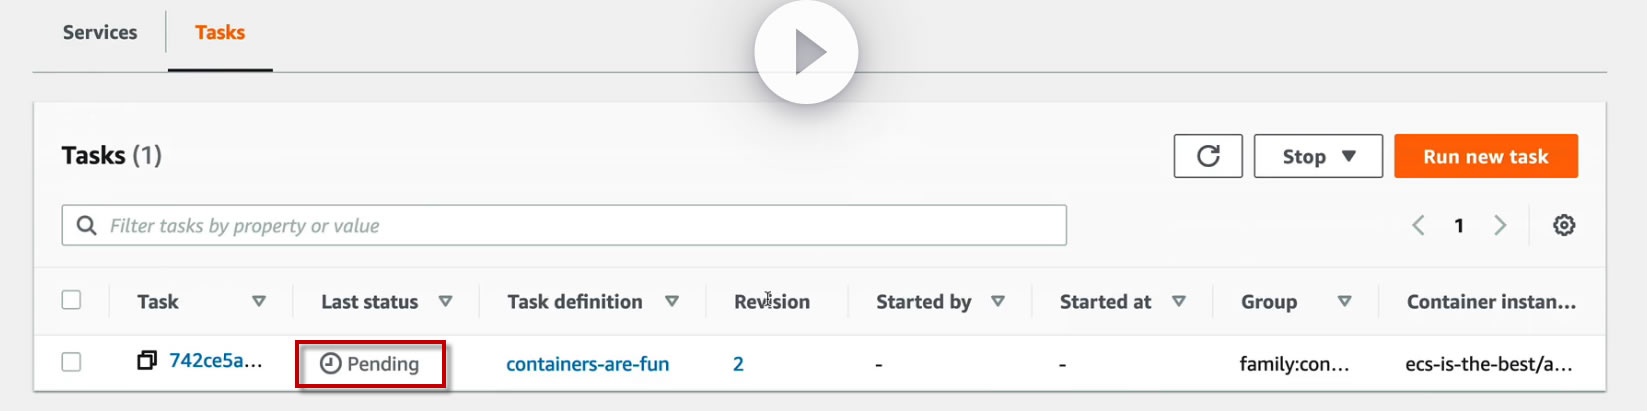 Services Tasks
Tasks (1)
Stop Run new task
Filter tasks by property or value
1
Task Last status Task definition Revision Started by Started at Group Container instan...
742ce5a... Pending containers-are-fun 2 - - family:con... ecs-is-the-best/a...